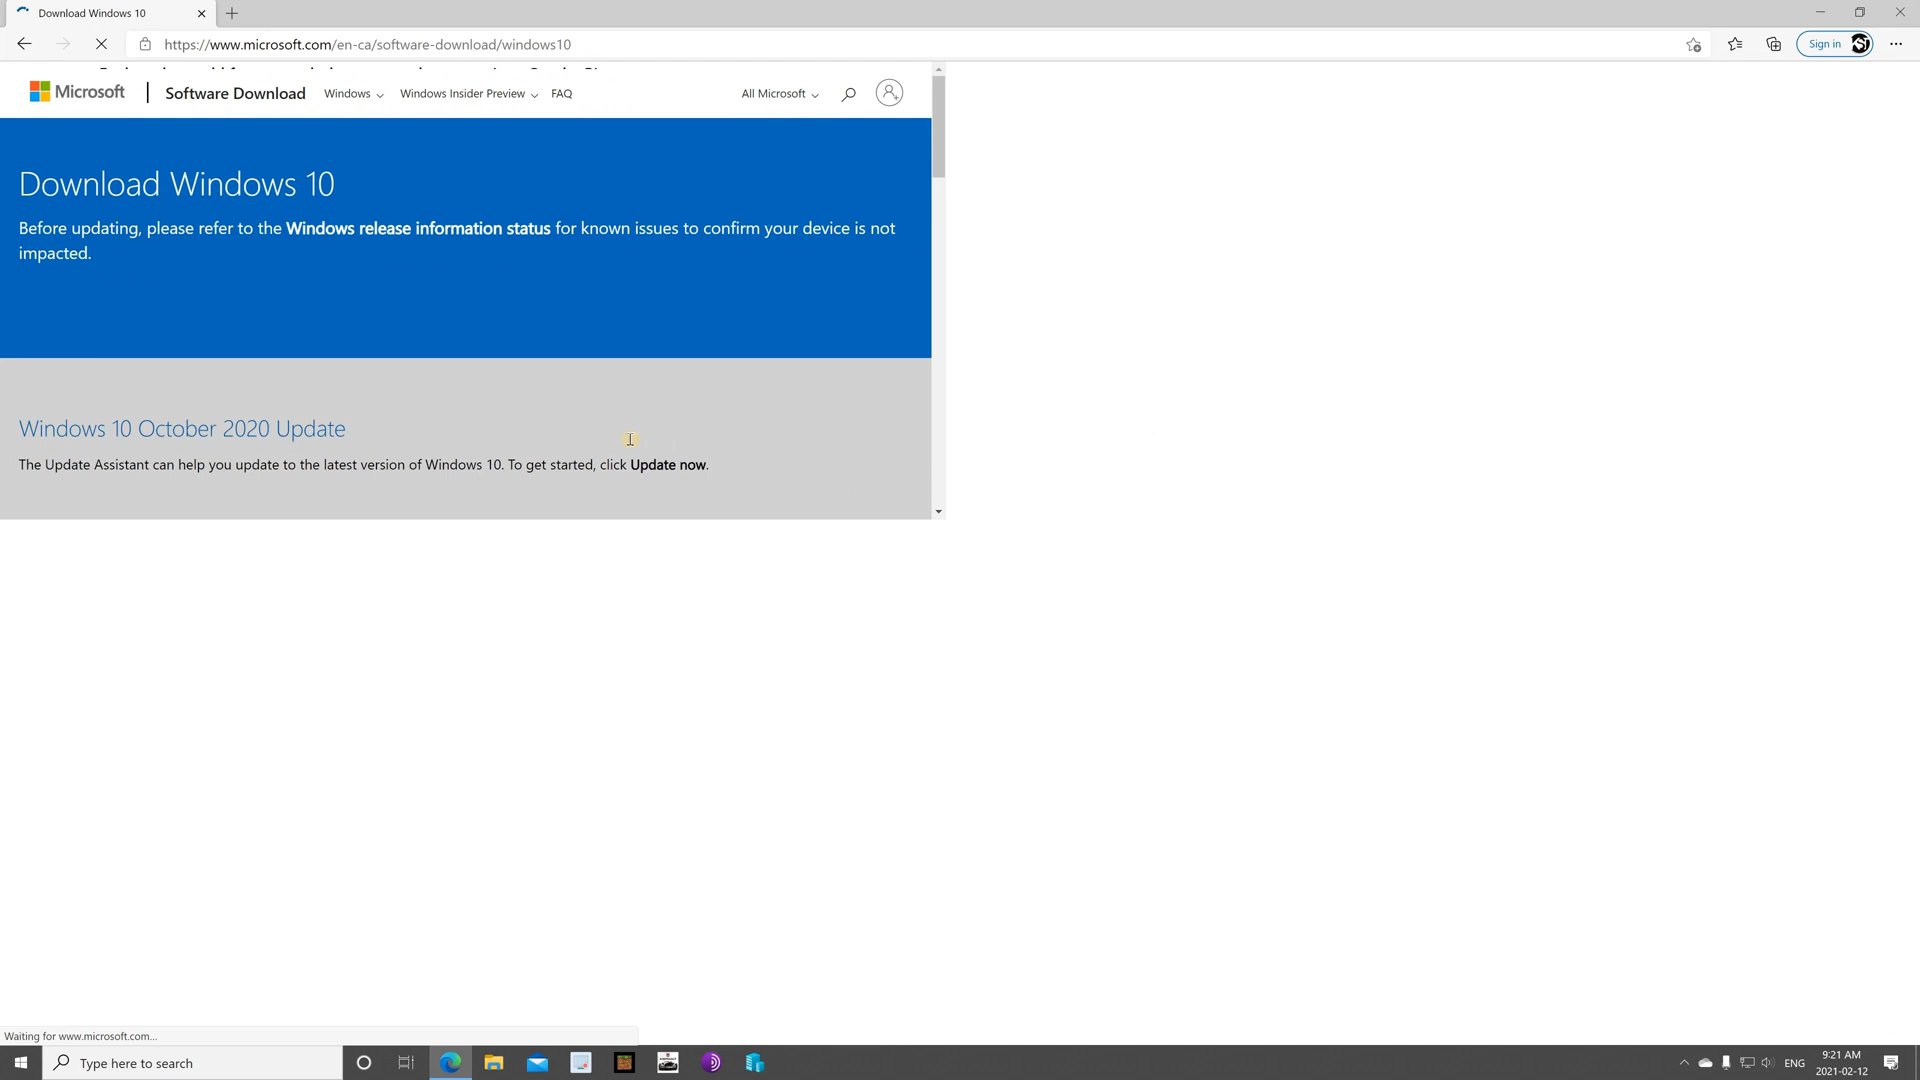 Download Windows 10
https://www.microsoft.com/en-ca/software-download/windows10
Sign in
Microsoft
Software Download
Windows
Windows Insider Preview
FAQ
All Microsoft
Download Windows 10
Before updating, please refer to the Windows release information status for known issues to confirm your device is not
impacted.
Windows 10 October 2020 Update
The Update Assistant can help you update to the latest version of Windows 10. To get started, click Update now.
Waiting for www.microsoft.com...
Type here to search
ENG
9:21 AM
2021-02-12